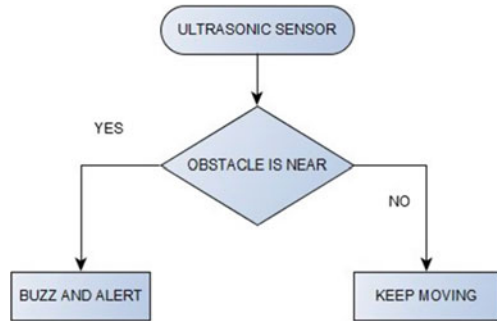 ULTRASONIC SENSOR
YES
OBSTACLE IS NEAR
NO
BUZZ AND ALERT
KEEP MOVING